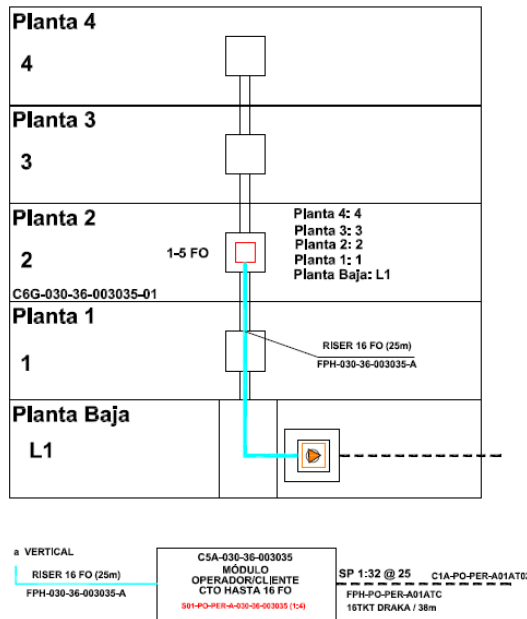 Planta 4
4
Planta 3
3
Planta 2
2
1-5 FO
Planta 4: 4
Planta 3: 3
Planta 2: 2
Planta 1: 1
Planta Baja: L1
C6G-030-36-003035-01
Planta 1
1
RISER 16 FO (25m)
FPH-030-36-003035-A
Planta Baja
L1
a VERTICAL
RISER 16 FO (25m)
FPH-030-36-003035-A
C5A-030-36-003035
MÓDULO
OPERADOR/CLIENTE
CTO HASTA 16 FO
S01-PO-PER-A-030-36-003035 (1:4)
SP 1:32 @ 25
FPH-PO-PER-A01ATC
16TKT DRAKA / 38m